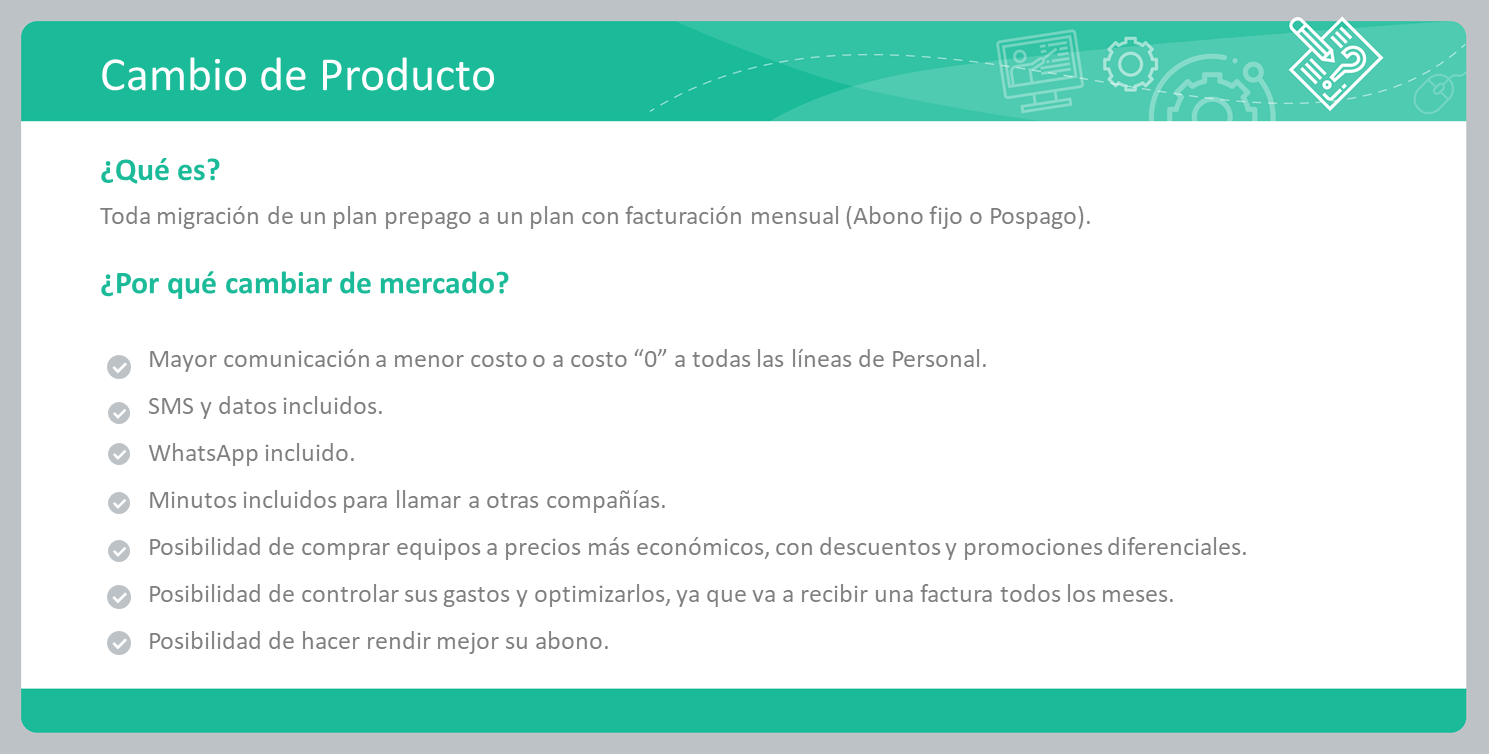 Cambio de Producto
¿Qué es?
Toda migración de un plan prepago a un plan con facturación mensual (Abono fijo o Pospago).
¿Por qué cambiar de mercado?
Mayor comunicación a menor costo o a costo “0” a todas las líneas de Personal.
SMS y datos incluidos.
WhatsApp incluido.
Minutos incluidos para llamar a otras compañías.
Posibilidad de comprar equipos a precios más económicos, con descuentos y promociones diferenciales.
Posibilidad de controlar sus gastos y optimizarlos, ya que va a recibir una factura todos los meses.
Posibilidad de hacer rendir mejor su abono.